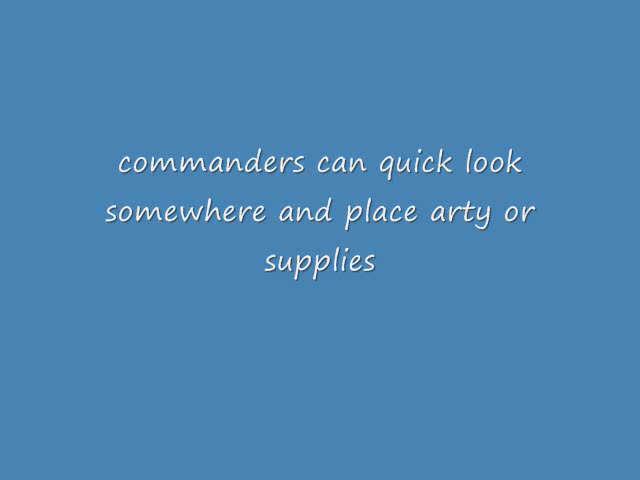 commanders can quick look
somewhere and place arty or
supplies